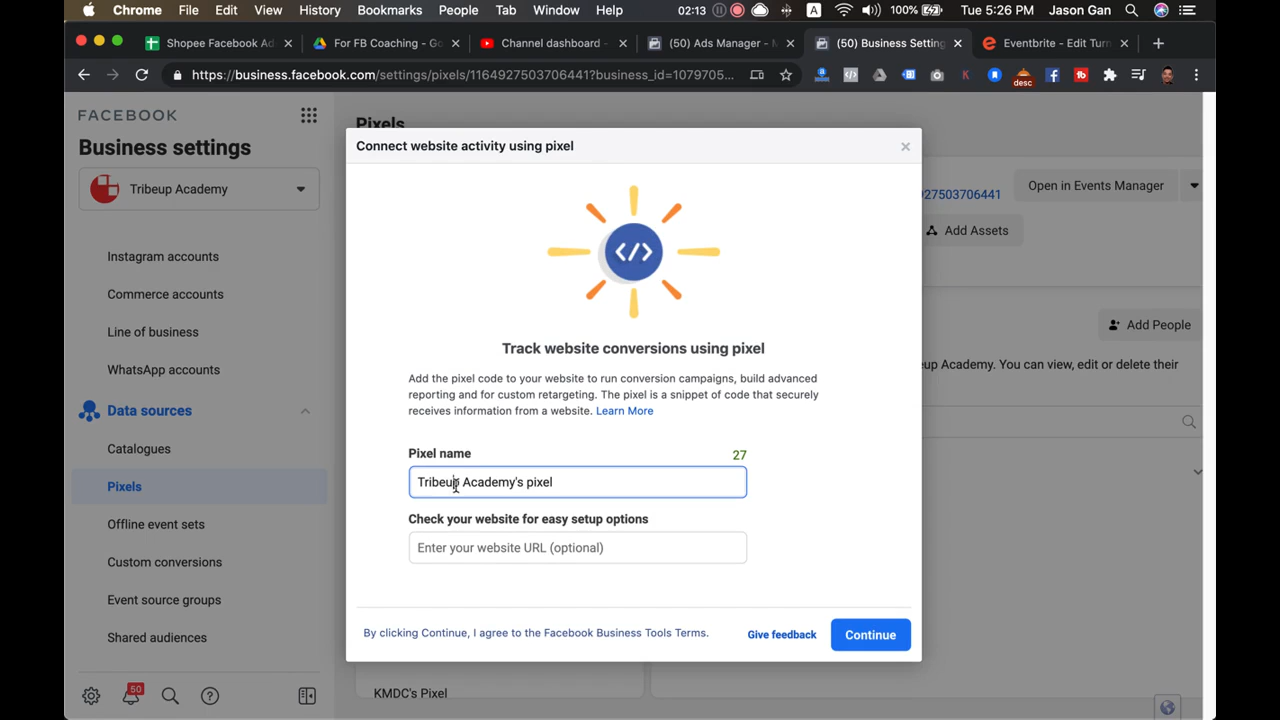 Chrome File Edit View History Bookmarks People Tab Window Help 02:13 A 100% Tue 5:26 PM Jason Gan
Shopee Facebook Ad × For FB Coaching - Go × Channel dashboard - × (50) Ads Manager - M × (50) Business Setting × Eventbrite - Edit Turn × +
https://business.facebook.com/settings/pixels/1164927503706441?business_id=1079705... K desc
FACEBOOK
Business settings
Tribeup Academy
Instagram accounts
Commerce accounts
Line of business
WhatsApp accounts
Data sources
Catalogues
Pixels
Offline event sets
Custom conversions
Event source groups
Shared audiences
50
Pixels
Connect website activity using pixel ×
</>
Track website conversions using pixel
Add the pixel code to your website to run conversion campaigns, build advanced
reporting and for custom retargeting. The pixel is a snippet of code that securely
receives information from a website. Learn More
Pixel name 27
Tribeup Academy's pixel
Check your website for easy setup options
Enter your website URL (optional)
By clicking Continue, I agree to the Facebook Business Tools Terms. Give feedback Continue
27503706441 Open in Events Manager
Add Assets
Add People
eup Academy. You can view, edit or delete their
KMDC's Pixel